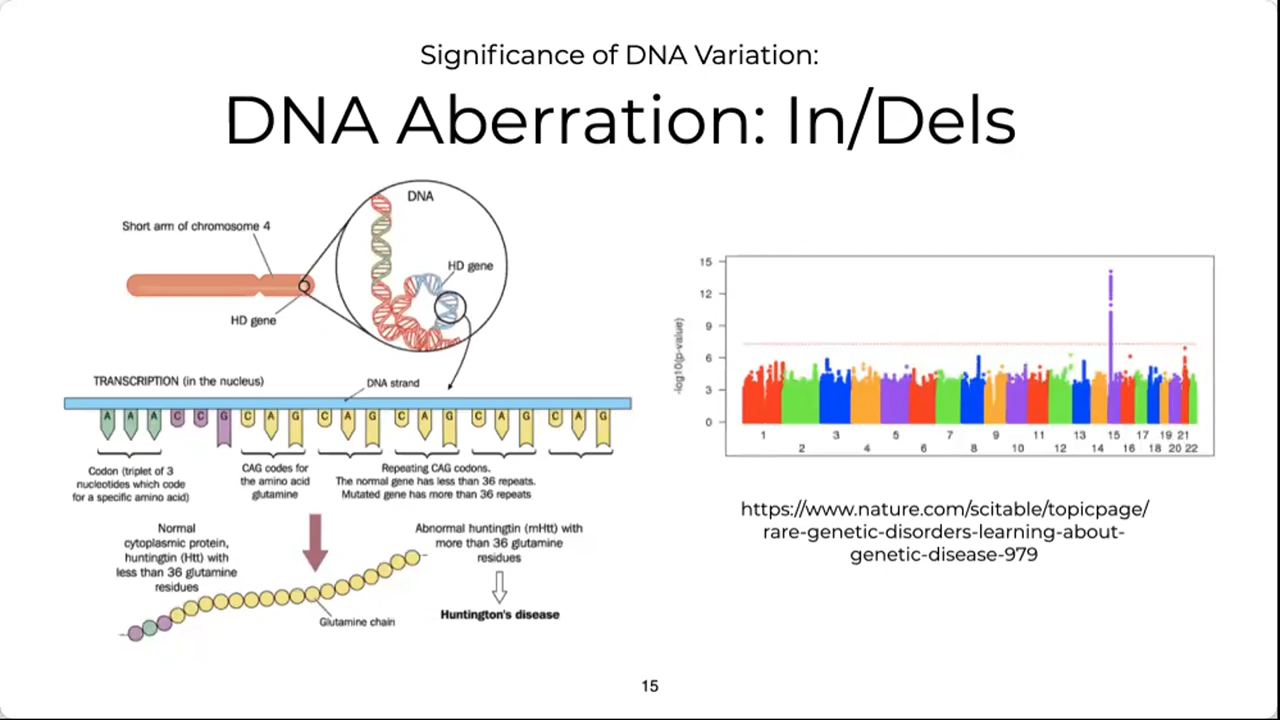 Significance of DNA Variation:
DNA Aberration: In/Dels
DNA
Short arm of chromosome 4
HD gene
HD gene
TRANSCRIPTION (in the nucleus)
DNA strand
A A A C C G C A G C A G C A G C A G C A G
Codon (triplet of 3
nucleotides which code
for a specific amino acid)
CAG codes for
the amino acid
glutamine
Repeating CAG codons.
The normal gene has less than 36 repeats.
Mutated gene has more than 36 repeats
Normal
cytoplasmic protein,
huntingtin (Htt) with
less than 36 glutamine
residues
Abnormal huntingtin (mHtt) with
more than 36 glutamine
residues
Huntington's disease
Glutamine chain
-log10(p-value)
15
12
9
6
3
0
1 3 5 7 9 11 13 15 17 19 21
2 4 6 8 10 12 14 16 18 20 22
https://www.nature.com/scitable/topicpage/
rare-genetic-disorders-learning-about-
genetic-disease-979
15